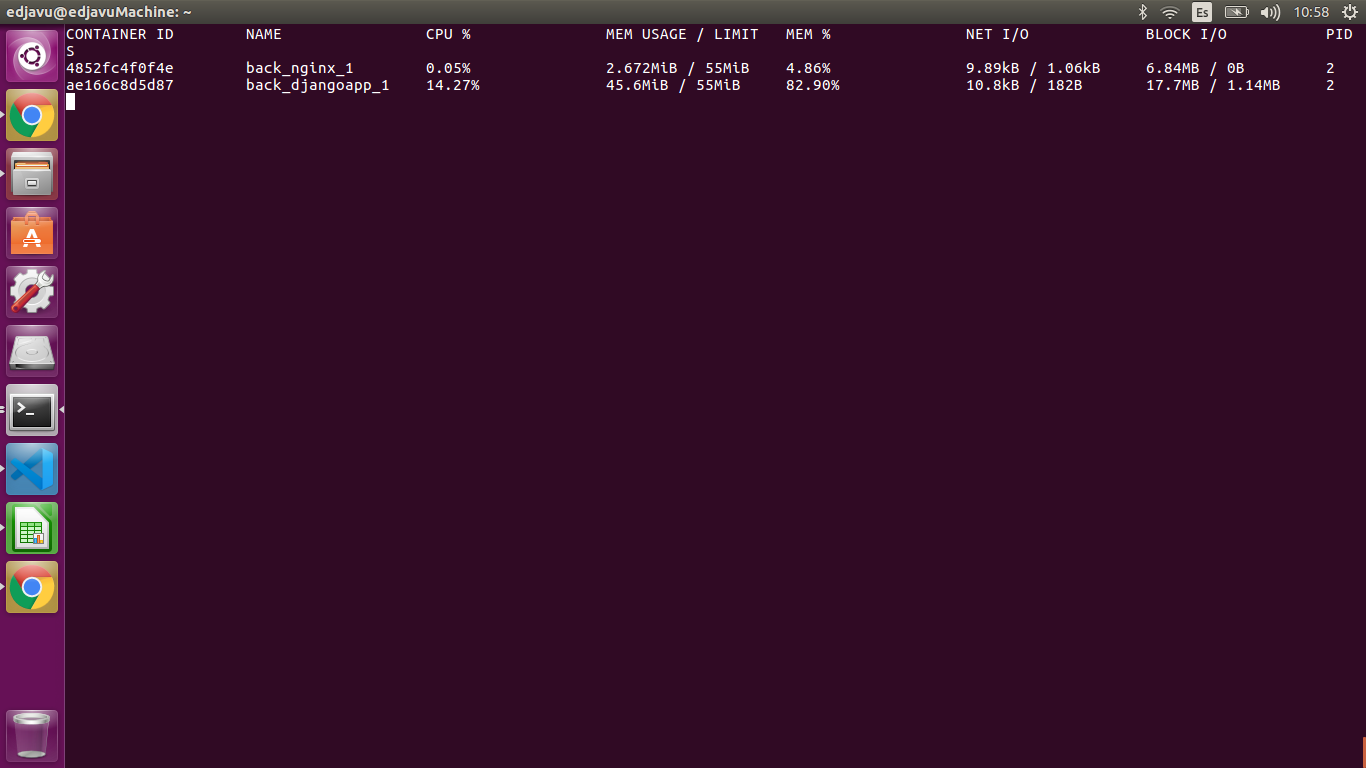 edjavu@edjavuMachine: ~ Es 10:58
CONTAINER ID NAME CPU % MEM USAGE / LIMIT MEM % NET I/O BLOCK I/O PID
S
4852fc4f0f4e back_nginx_1 0.05% 2.672MiB / 55MiB 4.86% 9.89kB / 1.06kB 6.84MB / 0B 2
ae166c8d5d87 back_djangoapp_1 14.27% 45.6MiB / 55MiB 82.90% 10.8kB / 182B 17.7MB / 1.14MB 2